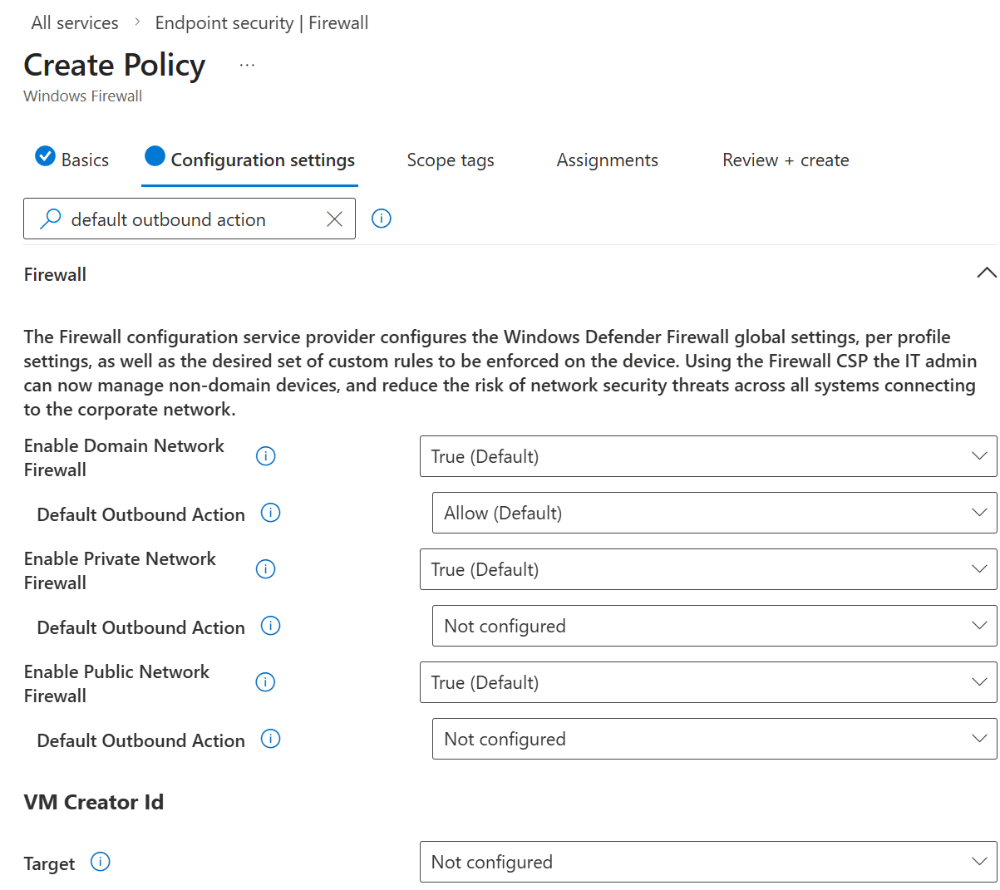 All services > Endpoint security | Firewall
Create Policy ...
Windows Firewall
Basics Configuration settings Scope tags Assignments Review + create
default outbound action
Firewall
The Firewall configuration service provider configures the Windows Defender Firewall global settings, per profile
settings, as well as the desired set of custom rules to be enforced on the device. Using the Firewall CSP the IT admin
can now manage non-domain devices, and reduce the risk of network security threats across all systems connecting
to the corporate network.
Enable Domain Network
Firewall
True (Default)
Default Outbound Action
Allow (Default)
Enable Private Network
Firewall
True (Default)
Default Outbound Action
Not configured
Enable Public Network
Firewall
True (Default)
Default Outbound Action
Not configured
VM Creator Id
Target
Not configured